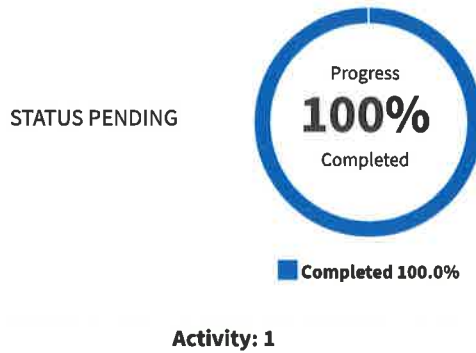 Progress
STATUS PENDING
100%
Completed
Completed 100.0%
Activity: 1